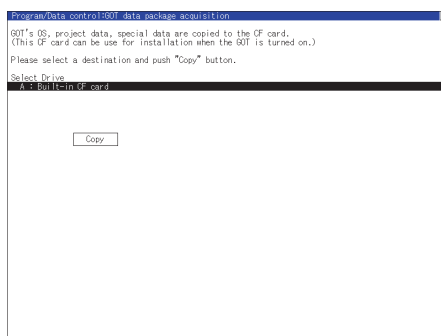 Program/Data control:GOT data package acquisition
GOT's OS, project data, special data are copied to the CF card.
(This CF card can be use for installation when the GOT is turned on.)
Please select a destination and push "Copy" button.
Select Drive
A : Built-in CF card
Copy